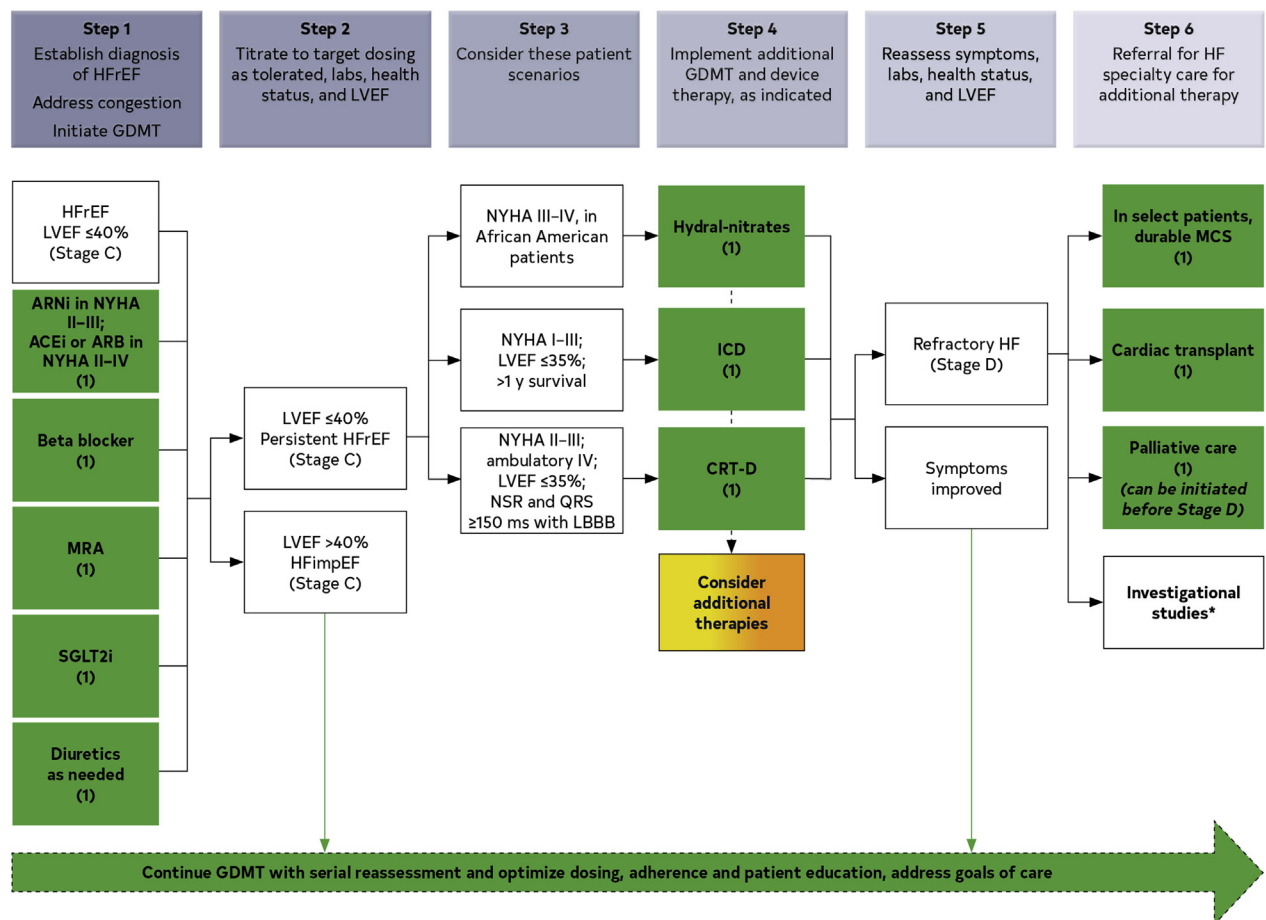 Step 1
Establish diagnosis
of HFrEF
Address congestion
Initiate GDMT
Step 2
Titrate to target dosing
as tolerated, labs, health
status, and LVEF
Step 3
Consider these patient
scenarios
Step 4
Implement additional
GDMT and device
therapy, as indicated
Step 5
Reassess symptoms,
labs, health status,
and LVEF
Step 6
Referral for HF
specialty care for
additional therapy
HFrEF
LVEF ≤40%
(Stage C)
ARNi in NYHA
II–III;
ACEi or ARB in
NYHA II–IV
(1)
Beta blocker
(1)
MRA
(1)
SGLT2i
(1)
Diuretics
as needed
(1)
LVEF ≤40%
Persistent HFrEF
(Stage C)
LVEF >40%
HFimpEF
(Stage C)
NYHA III–IV, in
African American
patients
NYHA I–III;
LVEF ≤35%;
>1 y survival
NYHA II–III;
ambulatory IV;
LVEF ≤35%;
NSR and QRS
≥150 ms with LBBB
Hydral-nitrates
(1)
ICD
(1)
CRT-D
(1)
Consider
additional
therapies
Refractory HF
(Stage D)
Symptoms
improved
In select patients,
durable MCS
(1)
Cardiac transplant
(1)
Palliative care
(1)
(can be initiated
before Stage D)
Investigational
studies*
Continue GDMT with serial reassessment and optimize dosing, adherence and patient education, address goals of care